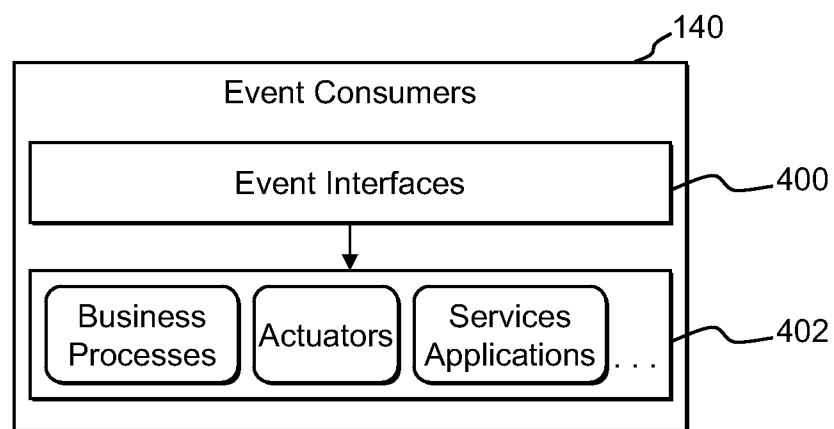 140
Event Consumers
Event Interfaces
400
Business
Processes
Actuators
Services
Applications
. . .
402